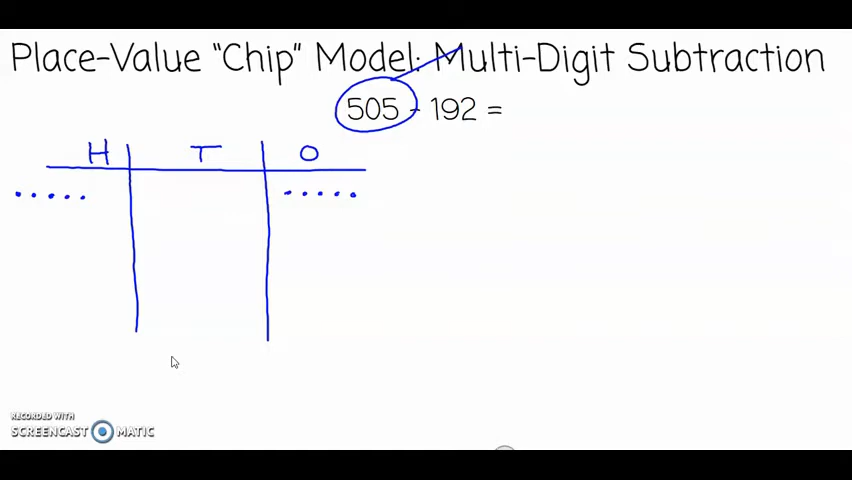 Place-Value "Chip" Model: Multi-Digit Subtraction
505 - 192 =
H T O
RECORDED WITH
SCREENCAST MATIC